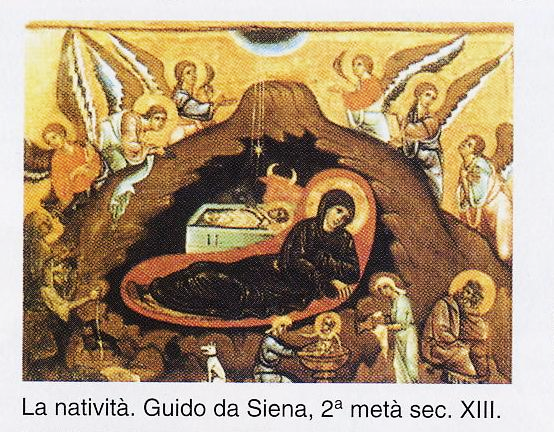 La natività. Guido da Siena, 2ª metà sec. XIII.